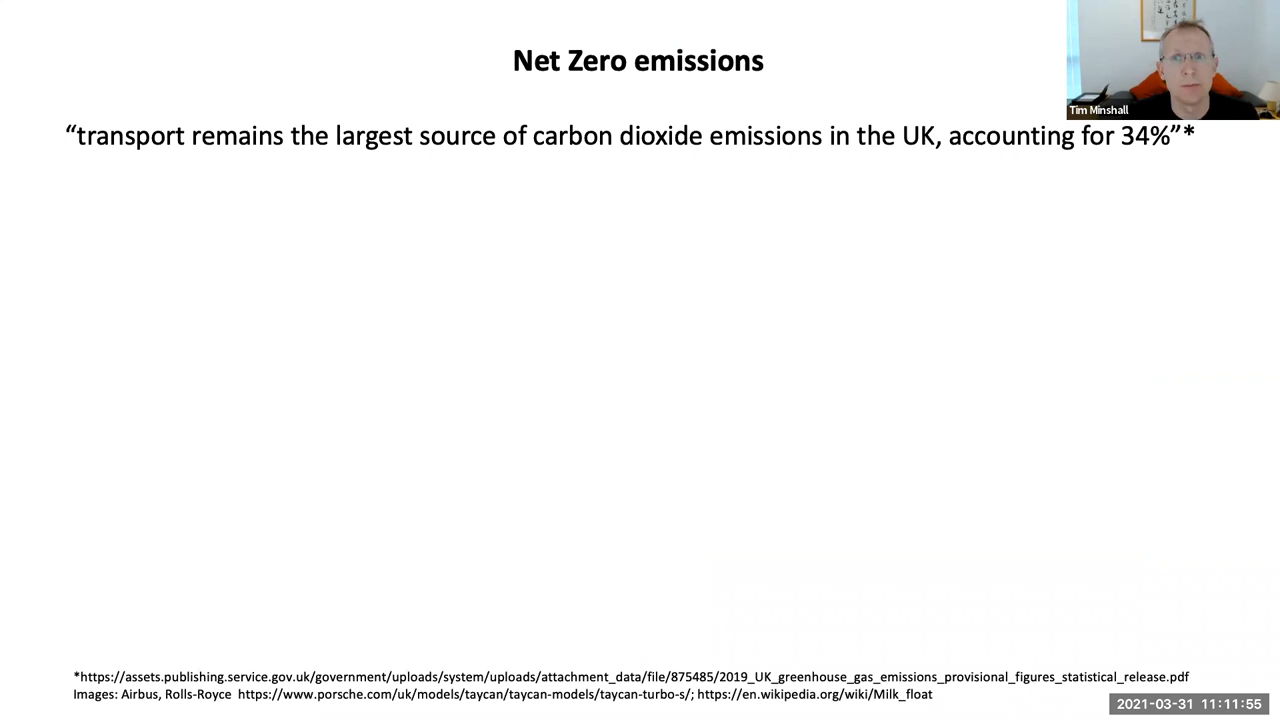 Net Zero emissions
Tim Minshall
“transport remains the largest source of carbon dioxide emissions in the UK, accounting for 34%”*
*https://assets.publishing.service.gov.uk/government/uploads/system/uploads/attachment_data/file/875485/2019_UK_greenhouse_gas_emissions_provisional_figures_statistical_release.pdf
Images: Airbus, Rolls-Royce  https://www.porsche.com/uk/models/taycan/taycan-models/taycan-turbo-s/; https://en.wikipedia.org/wiki/Milk_float
2021-03-31 11:11:55